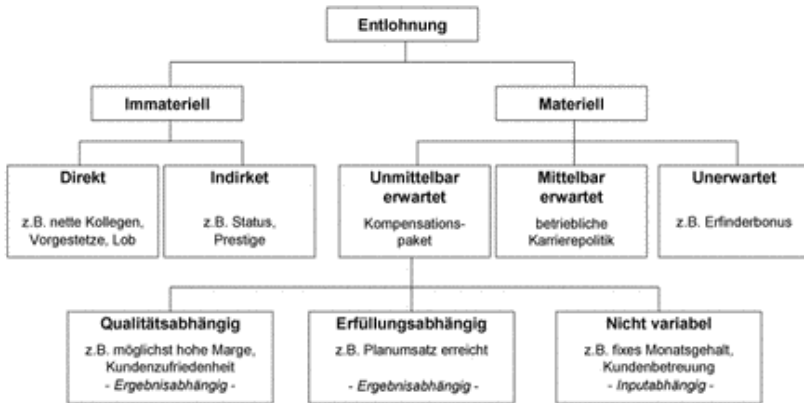 Entlohnung
Immateriell
Materiell
Direkt
z.B. nette Kollegen,
Vorgestetze, Lob
Indirket
z.B. Status,
Prestige
Unmittelbar
erwartet
Kompensations-
paket
Mittelbar
erwartet
betriebliche
Karrierepolitik
Unerwartet
z.B. Erfinderbonus
Qualitätsabhängig
z.B. möglichst hohe Marge,
Kundenzufriedenheit
- Ergebnisabhängig -
Erfüllungsabhängig
z.B. Planumsatz erreicht
- Ergebnisabhängig -
Nicht variabel
z.B. fixes Monatsgehalt,
Kundenbetreuung
- Inputabhängig -